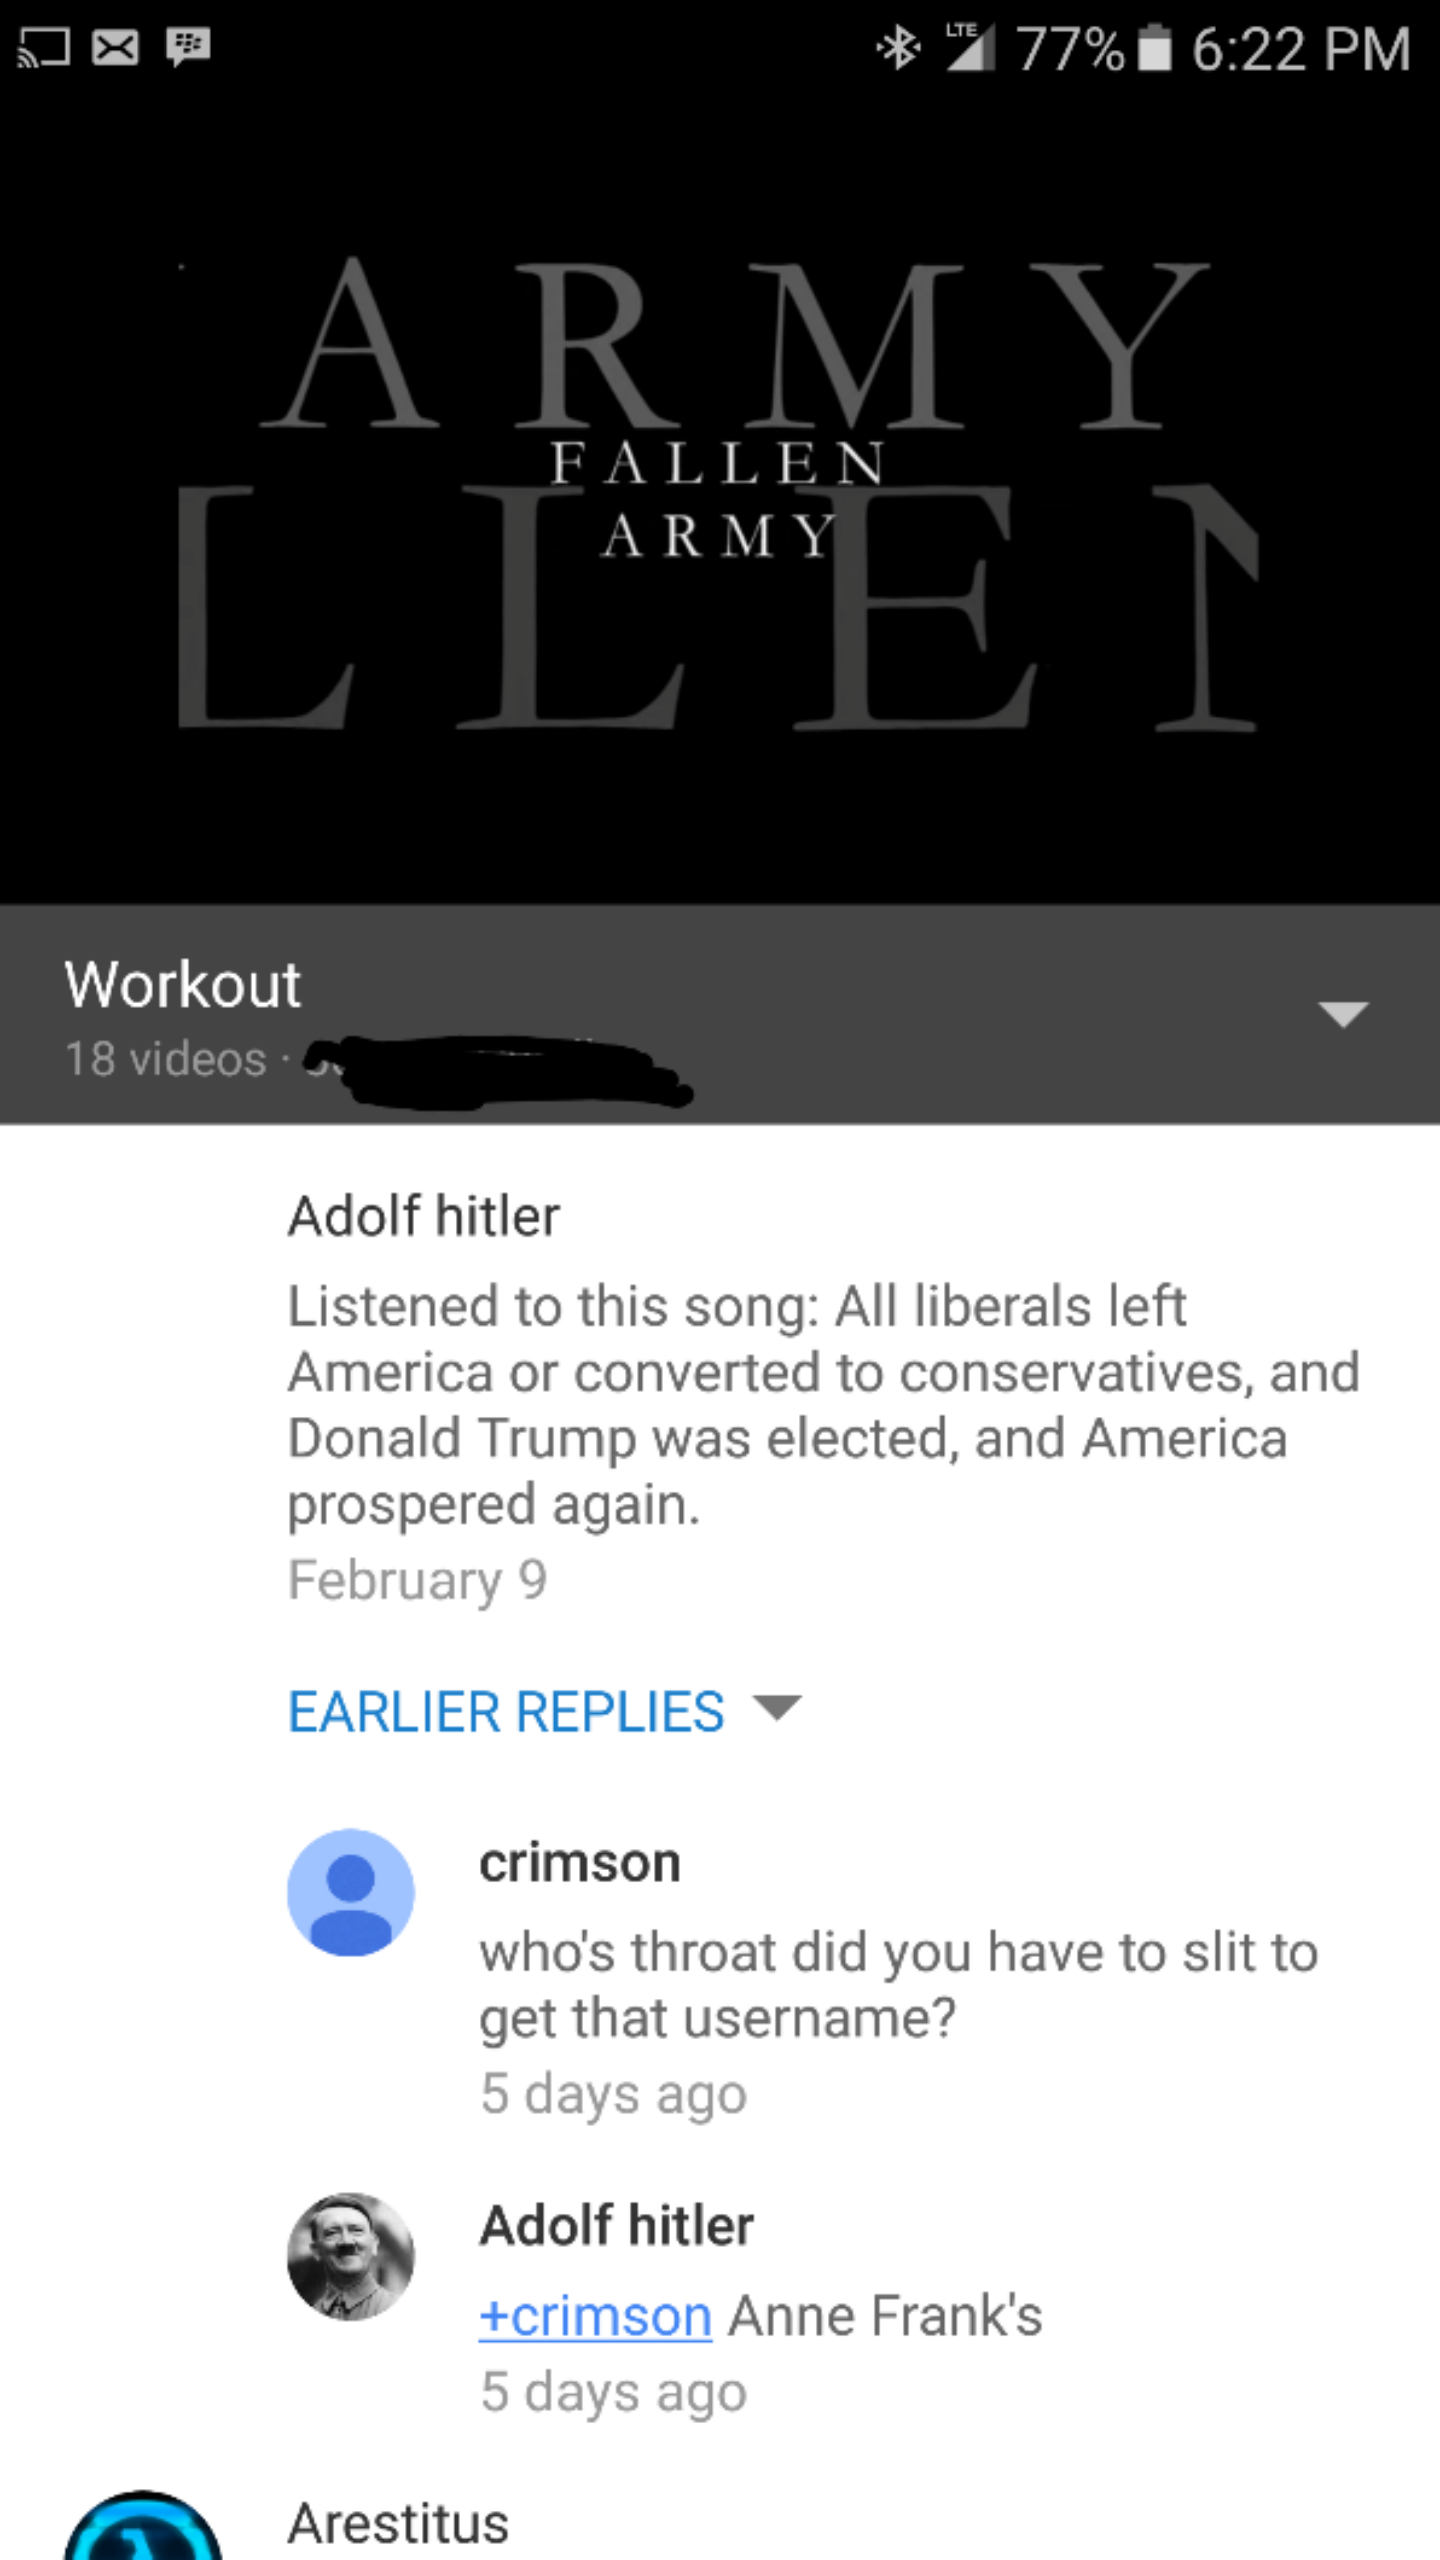 LTE 77% 6:22 PM
ARMY
FALLEN
ARMY
LLEN
Workout
18 videos ·
Adolf hitler
Listened to this song: All liberals left
America or converted to conservatives, and
Donald Trump was elected, and America
prospered again.
February 9
EARLIER REPLIES
crimson
who's throat did you have to slit to
get that username?
5 days ago
Adolf hitler
+crimson Anne Frank's
5 days ago
Arestitus